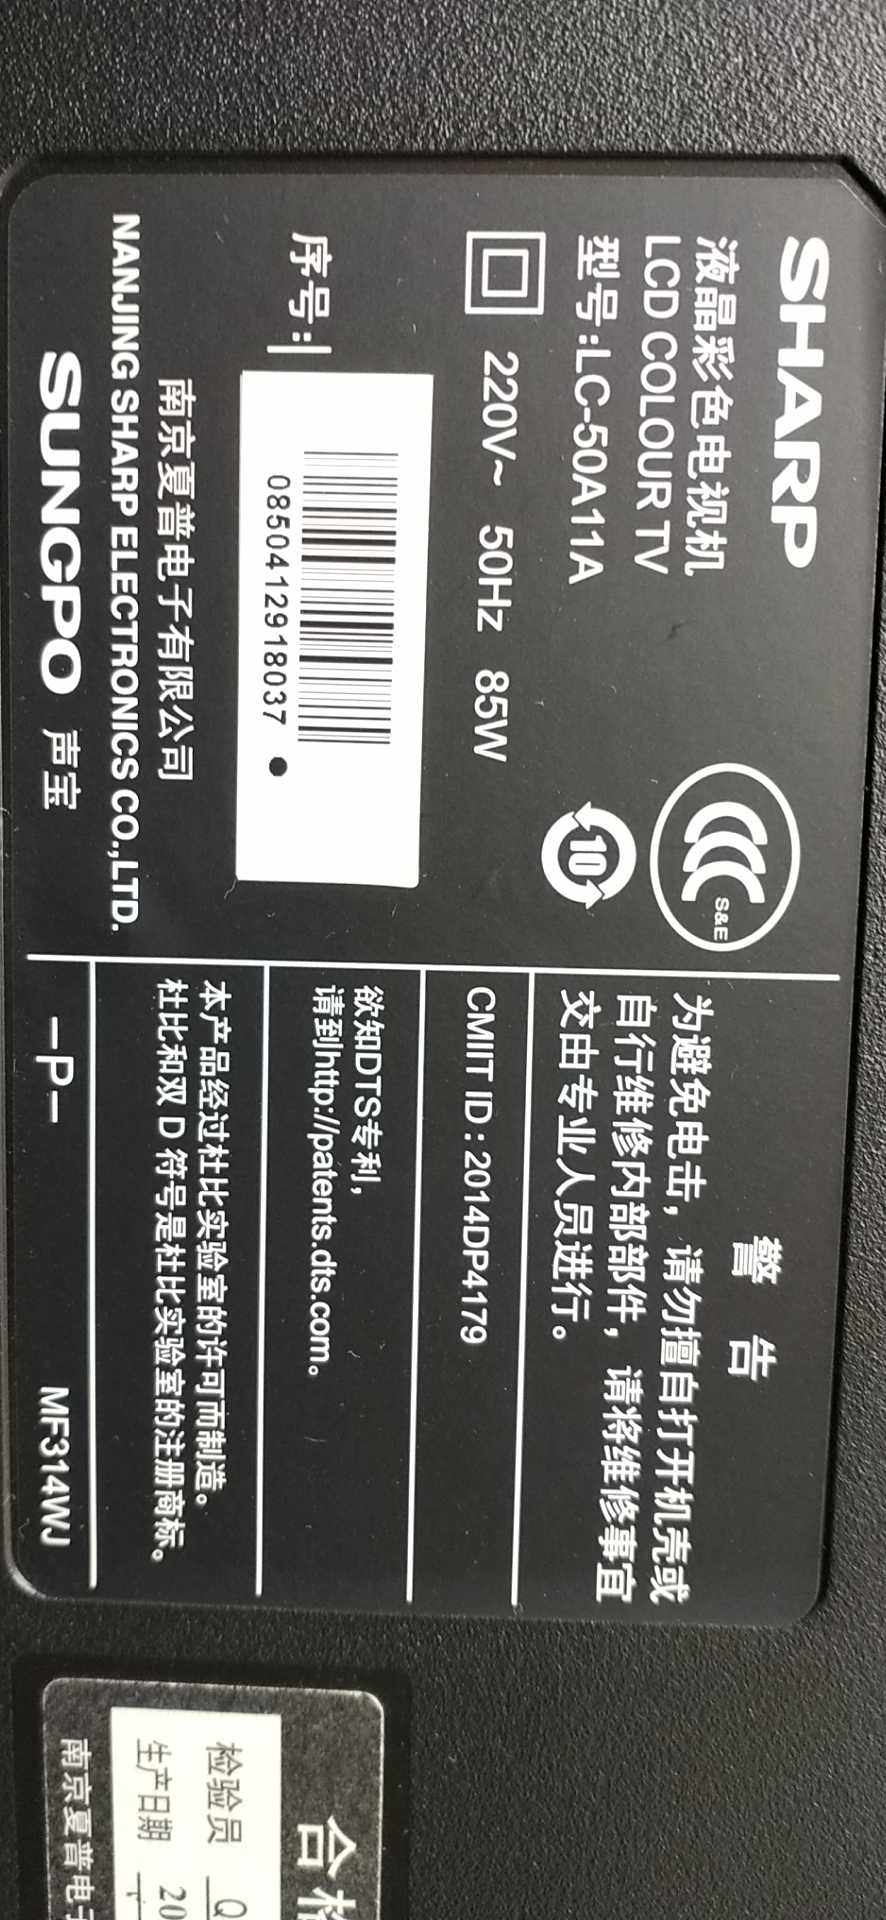 SHARP
液晶彩色电视机
LCD COLOUR TV
型号:LC-50A11A
220V~ 50Hz 85W
S&E
10
序号:
085041291803​7
南京夏普电子有限公司
NANJING SHARP ELECTRONICS CO.,LTD.
SUNGPO 声宝
警 告
为避免电击，请勿擅自打开机壳或
自行维修内部部件，请将维修事宜
交由专业人员进行。
CMIIT ID : 2014DP4179
欲知DTS专利，
请到http://patents.dts.com。
本产品经过杜比实验室的许可而制造。
杜比和双 D 符号是杜比实验室的注册商标。
-P- MF314WJ
合格
检验员 Q
生产日期 20
南京夏普电子